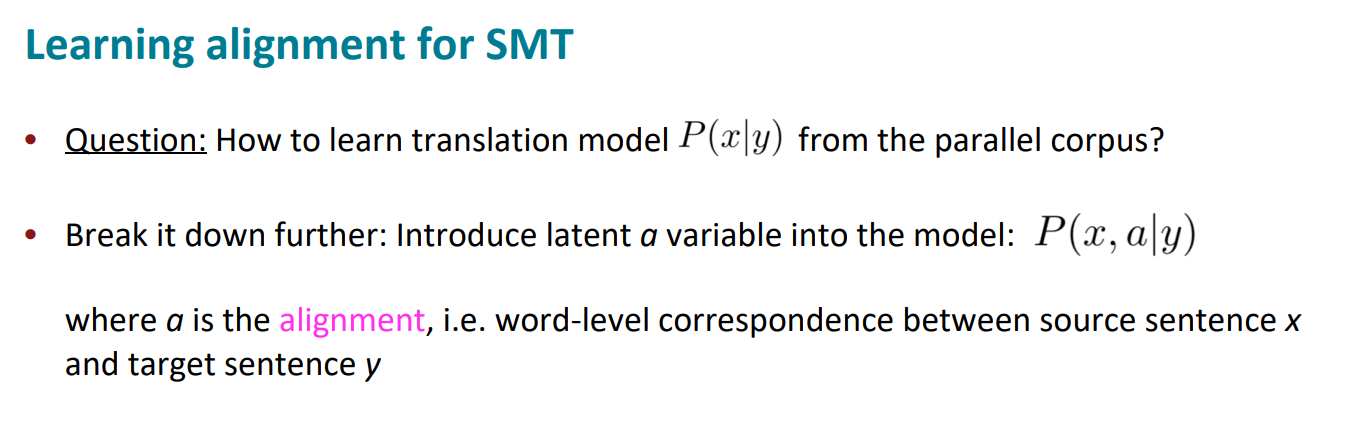 Learning alignment for SMT
• Question: How to learn translation model P(x|y) from the parallel corpus?
• Break it down further: Introduce latent a variable into the model: P(x, a|y)
where a is the alignment, i.e. word-level correspondence between source sentence x
and target sentence y